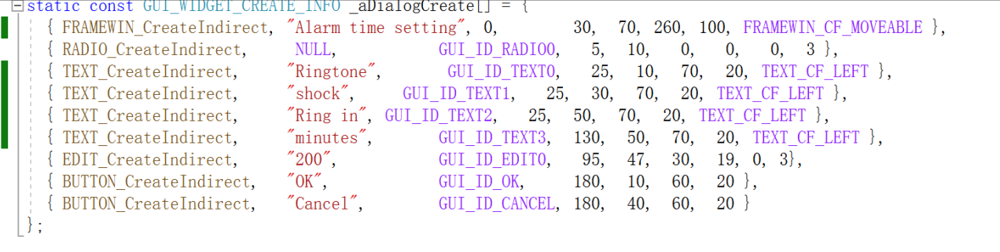 static const GUI_WIDGET_CREATE_INFO _aDialogCreate[] = {
{ FRAMEWIN_CreateIndirect, "Alarm time setting", 0, 30, 70, 260, 100, FRAMEWIN_CF_MOVEABLE },
{ RADIO_CreateIndirect, NULL, GUI_ID_RADIO0, 5, 10, 0, 0, 0, 3 },
{ TEXT_CreateIndirect, "Ringtone", GUI_ID_TEXT0, 25, 10, 70, 20, TEXT_CF_LEFT },
{ TEXT_CreateIndirect, "shock", GUI_ID_TEXT1, 25, 30, 70, 20, TEXT_CF_LEFT },
{ TEXT_CreateIndirect, "Ring in", GUI_ID_TEXT2, 25, 50, 70, 20, TEXT_CF_LEFT },
{ TEXT_CreateIndirect, "minutes", GUI_ID_TEXT3, 130, 50, 70, 20, TEXT_CF_LEFT },
{ EDIT_CreateIndirect, "200", GUI_ID_EDIT0, 95, 47, 30, 19, 0, 3},
{ BUTTON_CreateIndirect, "OK", GUI_ID_OK, 180, 10, 60, 20 },
{ BUTTON_CreateIndirect, "Cancel", GUI_ID_CANCEL, 180, 40, 60, 20 }
};